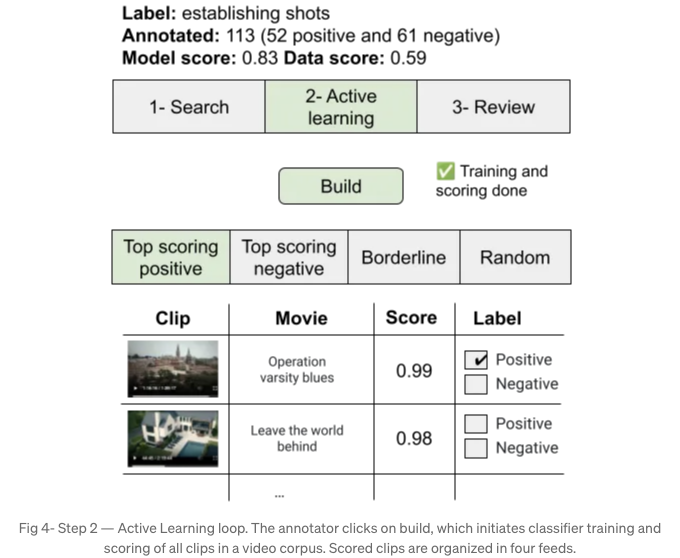 Label: establishing shots
Annotated: 113 (52 positive and 61 negative)
Model score: 0.83 Data score: 0.59
1- Search
2- Active
learning
3- Review
Build
✅ Training and
scoring done
Top scoring
positive
Top scoring
negative
Borderline
Random
Clip
Movie
Score
Label
Operation
varsity blues
0.99
Positive
Negative
Leave the world
behind
0.98
Positive
Negative
...
Fig 4- Step 2 — Active Learning loop. The annotator clicks on build, which initiates classifier training and
scoring of all clips in a video corpus. Scored clips are organized in four feeds.